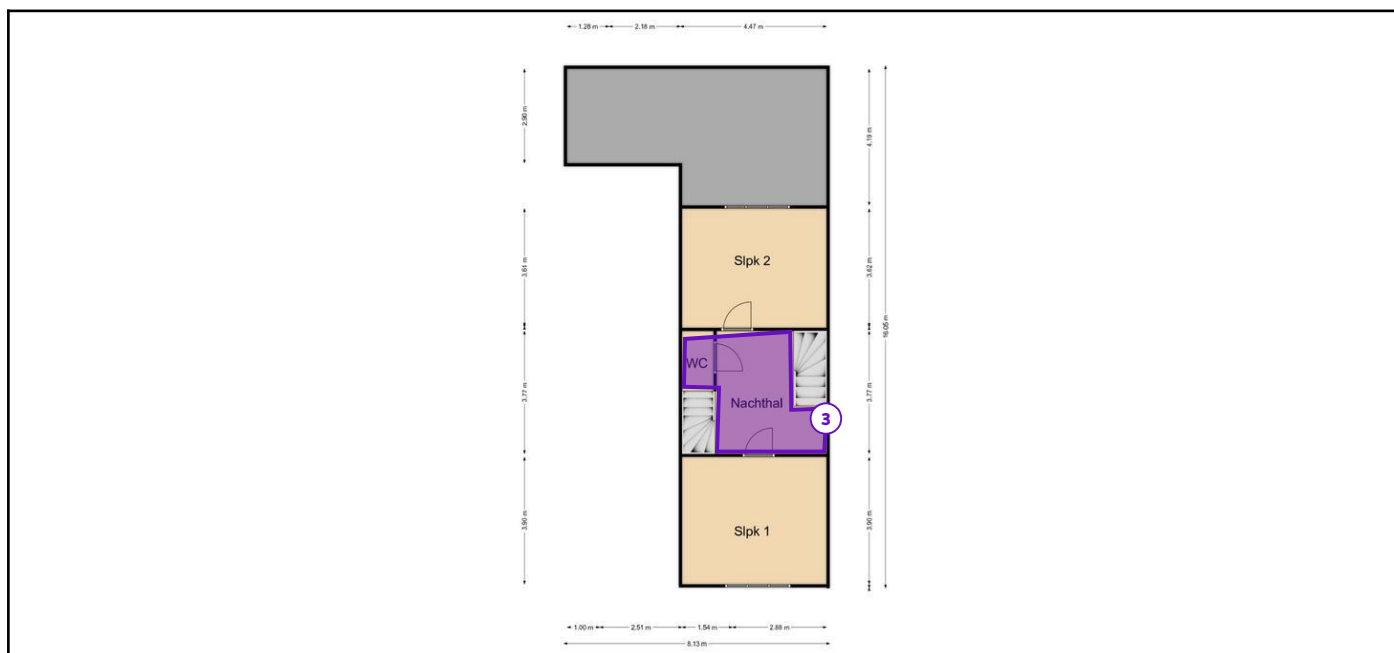 1.28 m
2.18 m
4.47 m
2.90 m
4.19 m
16.05 m
Slpk 2
3.61 m
3.62 m
WC
Nachthal
3
3.77 m
3.77 m
Slpk 1
3.90 m
3.90 m
1.00 m
2.51 m
1.54 m
2.88 m
8.13 m